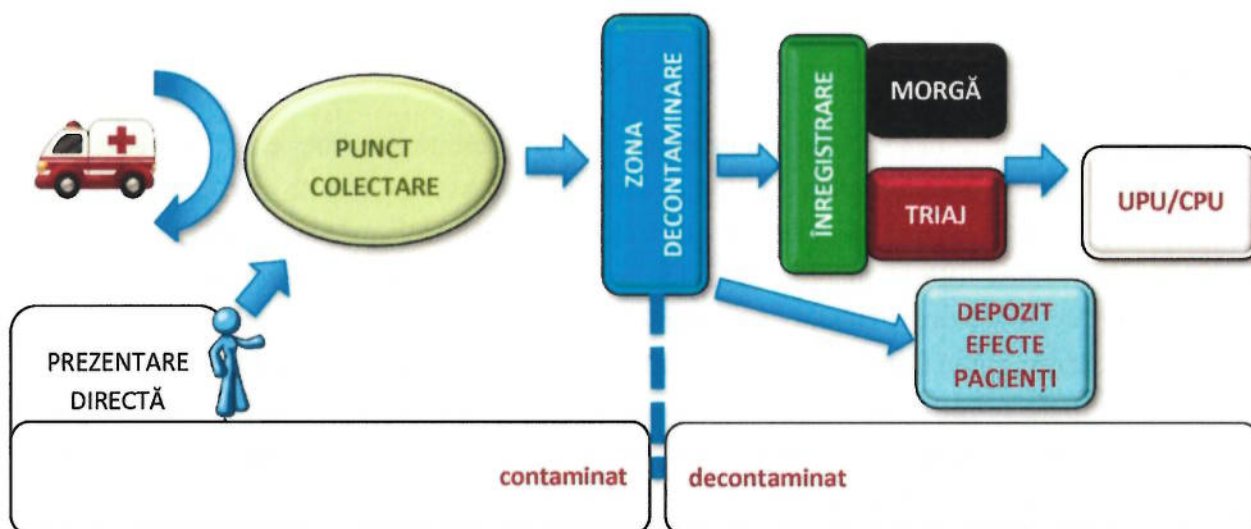 PUNCT
COLECTARE
ZONA
DECONTAMINARE
ÎNREGISTRARE
MORGĂ
TRIAJ
UPU/CPU
DEPOZIT
EFECTE
PACIENȚI
PREZENTARE
DIRECTĂ
contaminat
decontaminat